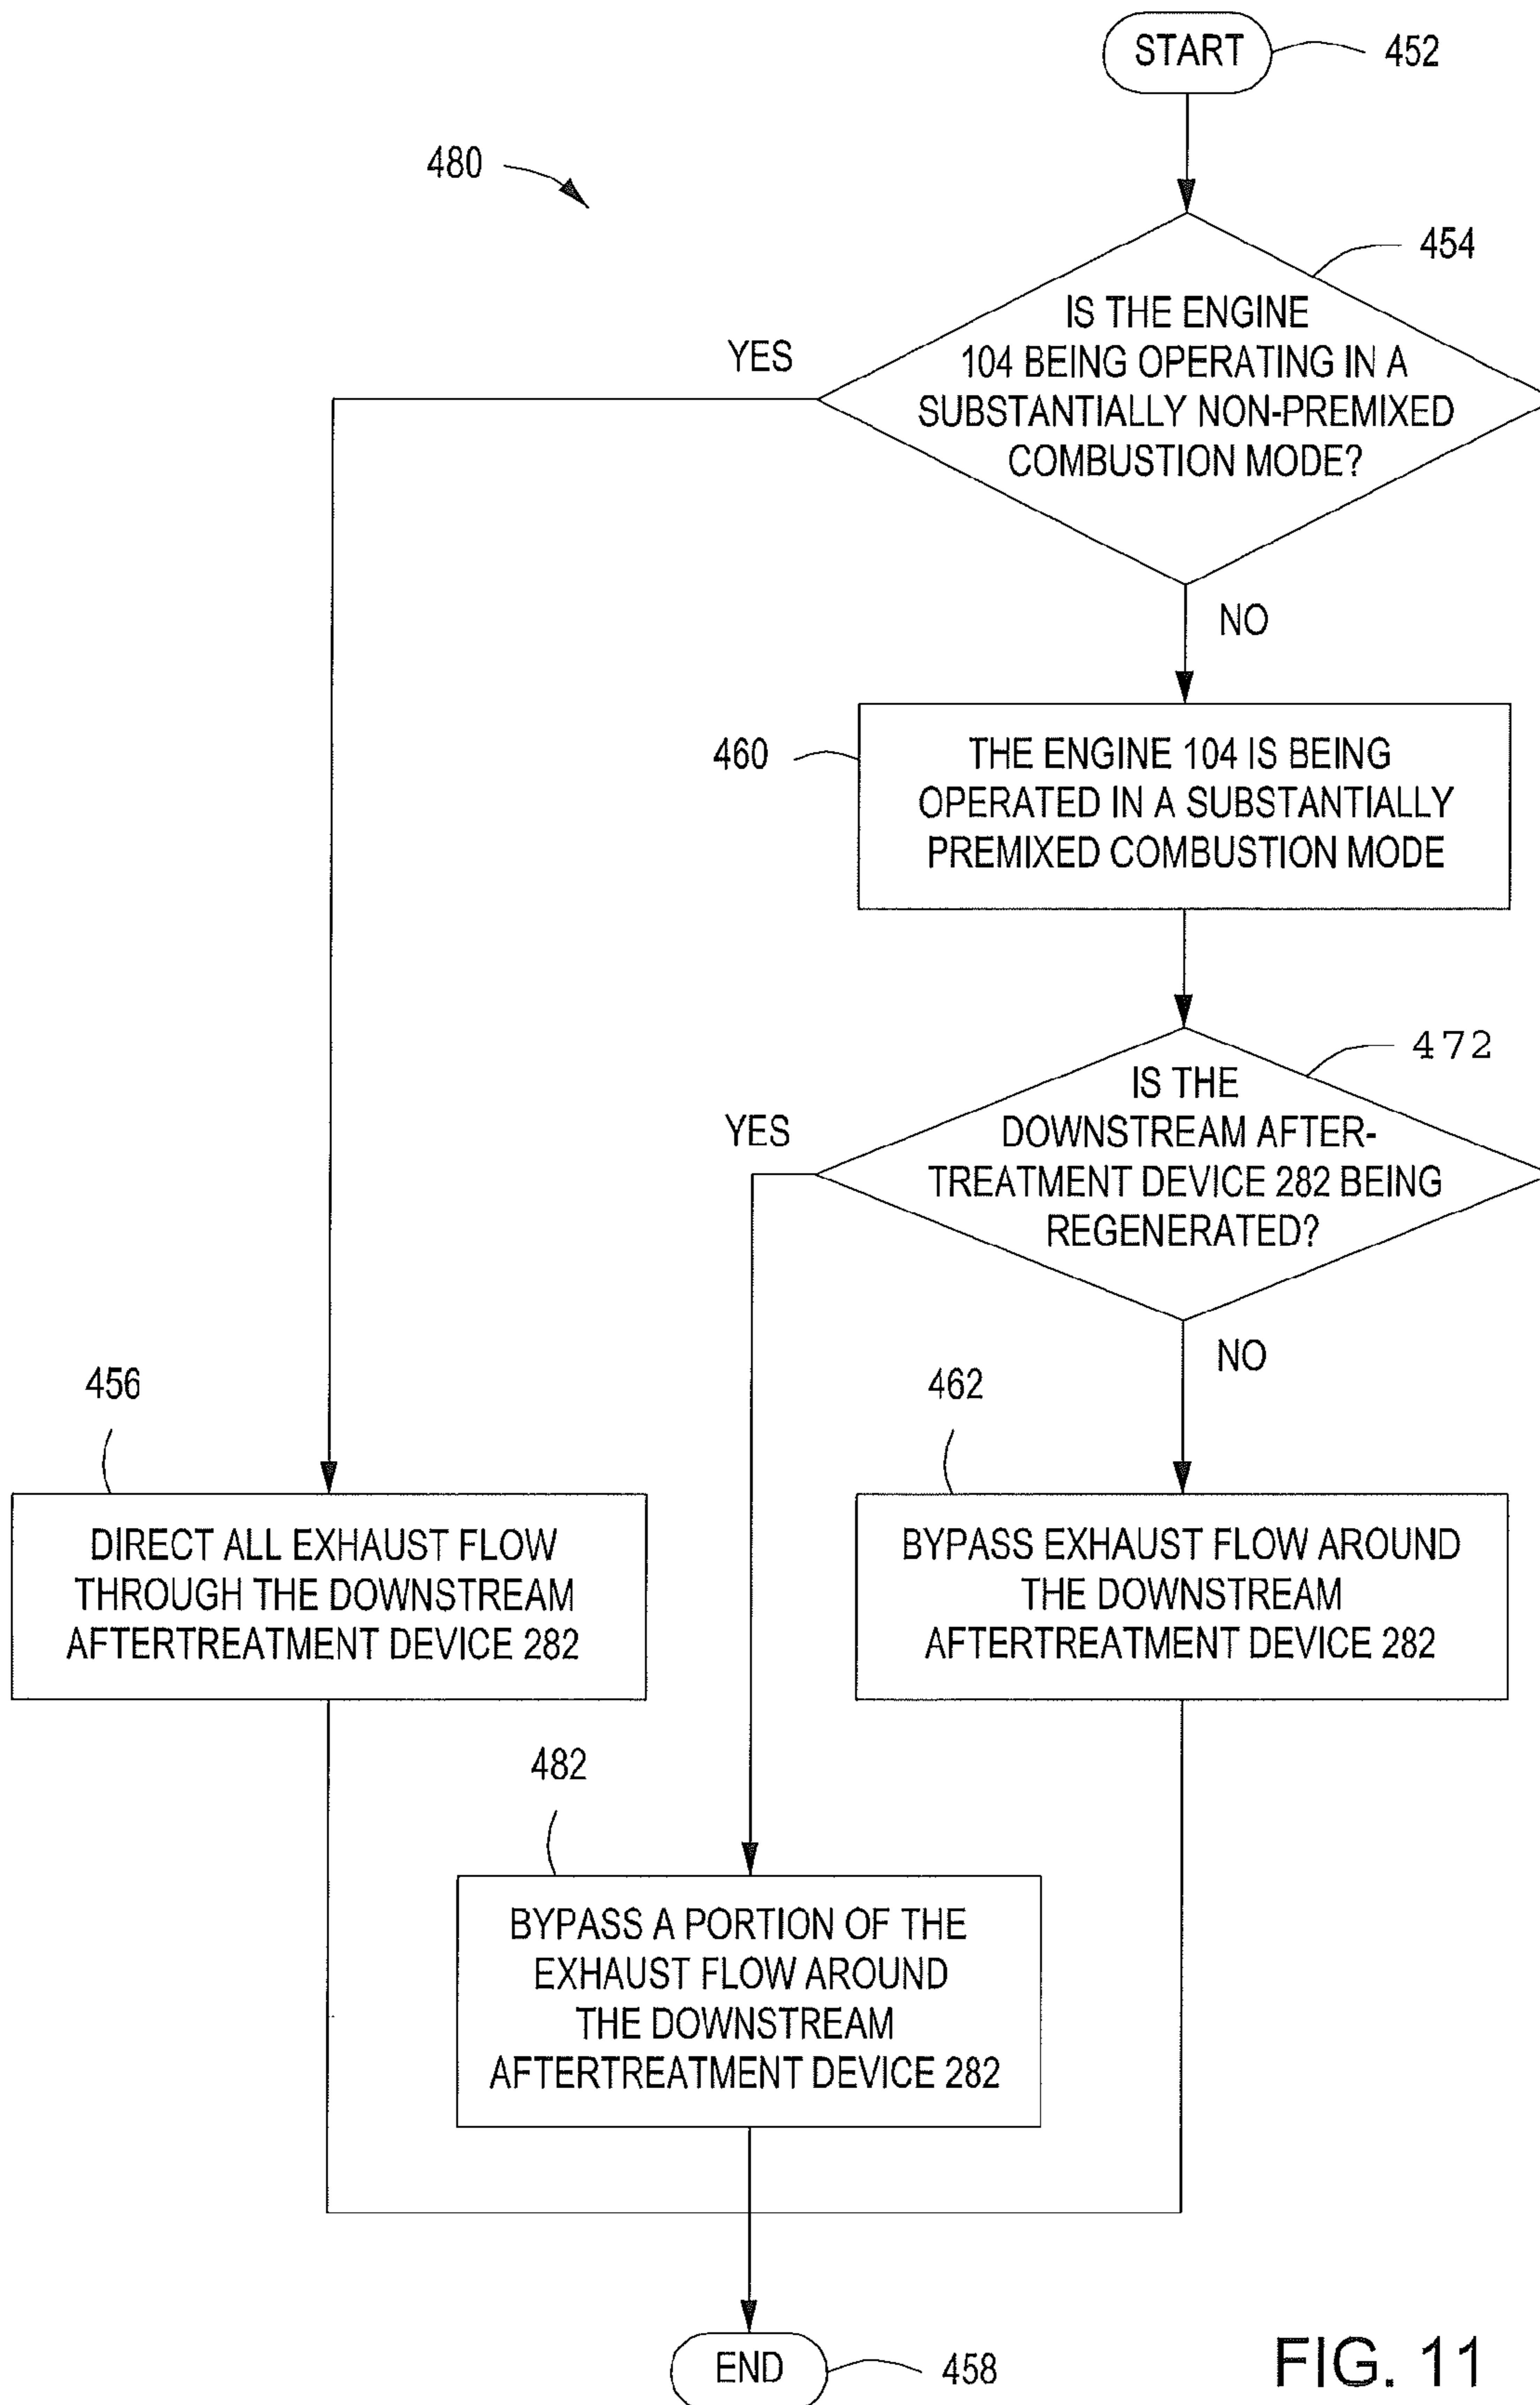 START
452
480
454
IS THE ENGINE
104 BEING OPERATING IN A
SUBSTANTIALLY NON-PREMIXED
COMBUSTION MODE?
YES
NO
460
THE ENGINE 104 IS BEING
OPERATED IN A SUBSTANTIALLY
PREMIXED COMBUSTION MODE
472
IS THE
DOWNSTREAM AFTER-
TREATMENT DEVICE 282 BEING
REGENERATED?
YES
NO
456
DIRECT ALL EXHAUST FLOW
THROUGH THE DOWNSTREAM
AFTERTREATMENT DEVICE 282
462
BYPASS EXHAUST FLOW AROUND
THE DOWNSTREAM
AFTERTREATMENT DEVICE 282
482
BYPASS A PORTION OF THE
EXHAUST FLOW AROUND
THE DOWNSTREAM
AFTERTREATMENT DEVICE 282
END
458
FIG. 11